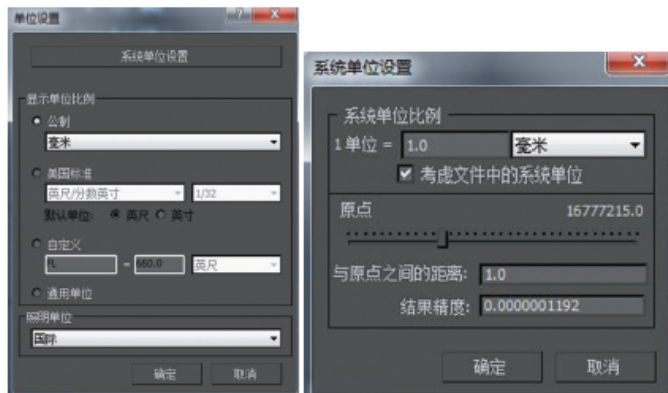 单位设置
系统单位设置
显示单位比例
公制
毫米
美国标准
英尺/分数英寸 1/32
默认单位: 英尺 英寸
自定义
FL = 660.0 英尺
通用单位
照明单位
国际
确定 取消
系统单位设置
系统单位比例
1单位 = 1.0 毫米
考虑文件中的系统单位
原点 16777215.0
与原点之间的距离: 1.0
结果精度: 0.0000001192
确定 取消